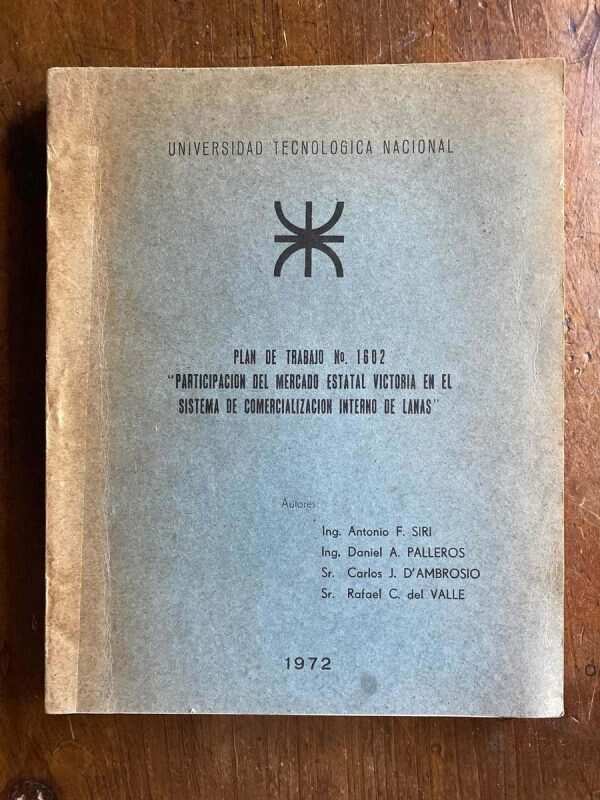 UNIVERSIDAD TECNOLOGICA NACIONAL
PLAN DE TRABAJO No. 1602
"PARTICIPACION DEL MERCADO ESTATAL VICTORIA EN EL
SISTEMA DE COMERCIALIZACION INTERNO DE LANAS"
Autores:
Ing. Antonio F. SIRI
Ing. Daniel A. PALLEROS
Sr. Carlos J. D'AMBROSIO
Sr. Rafael C. del VALLE
1972